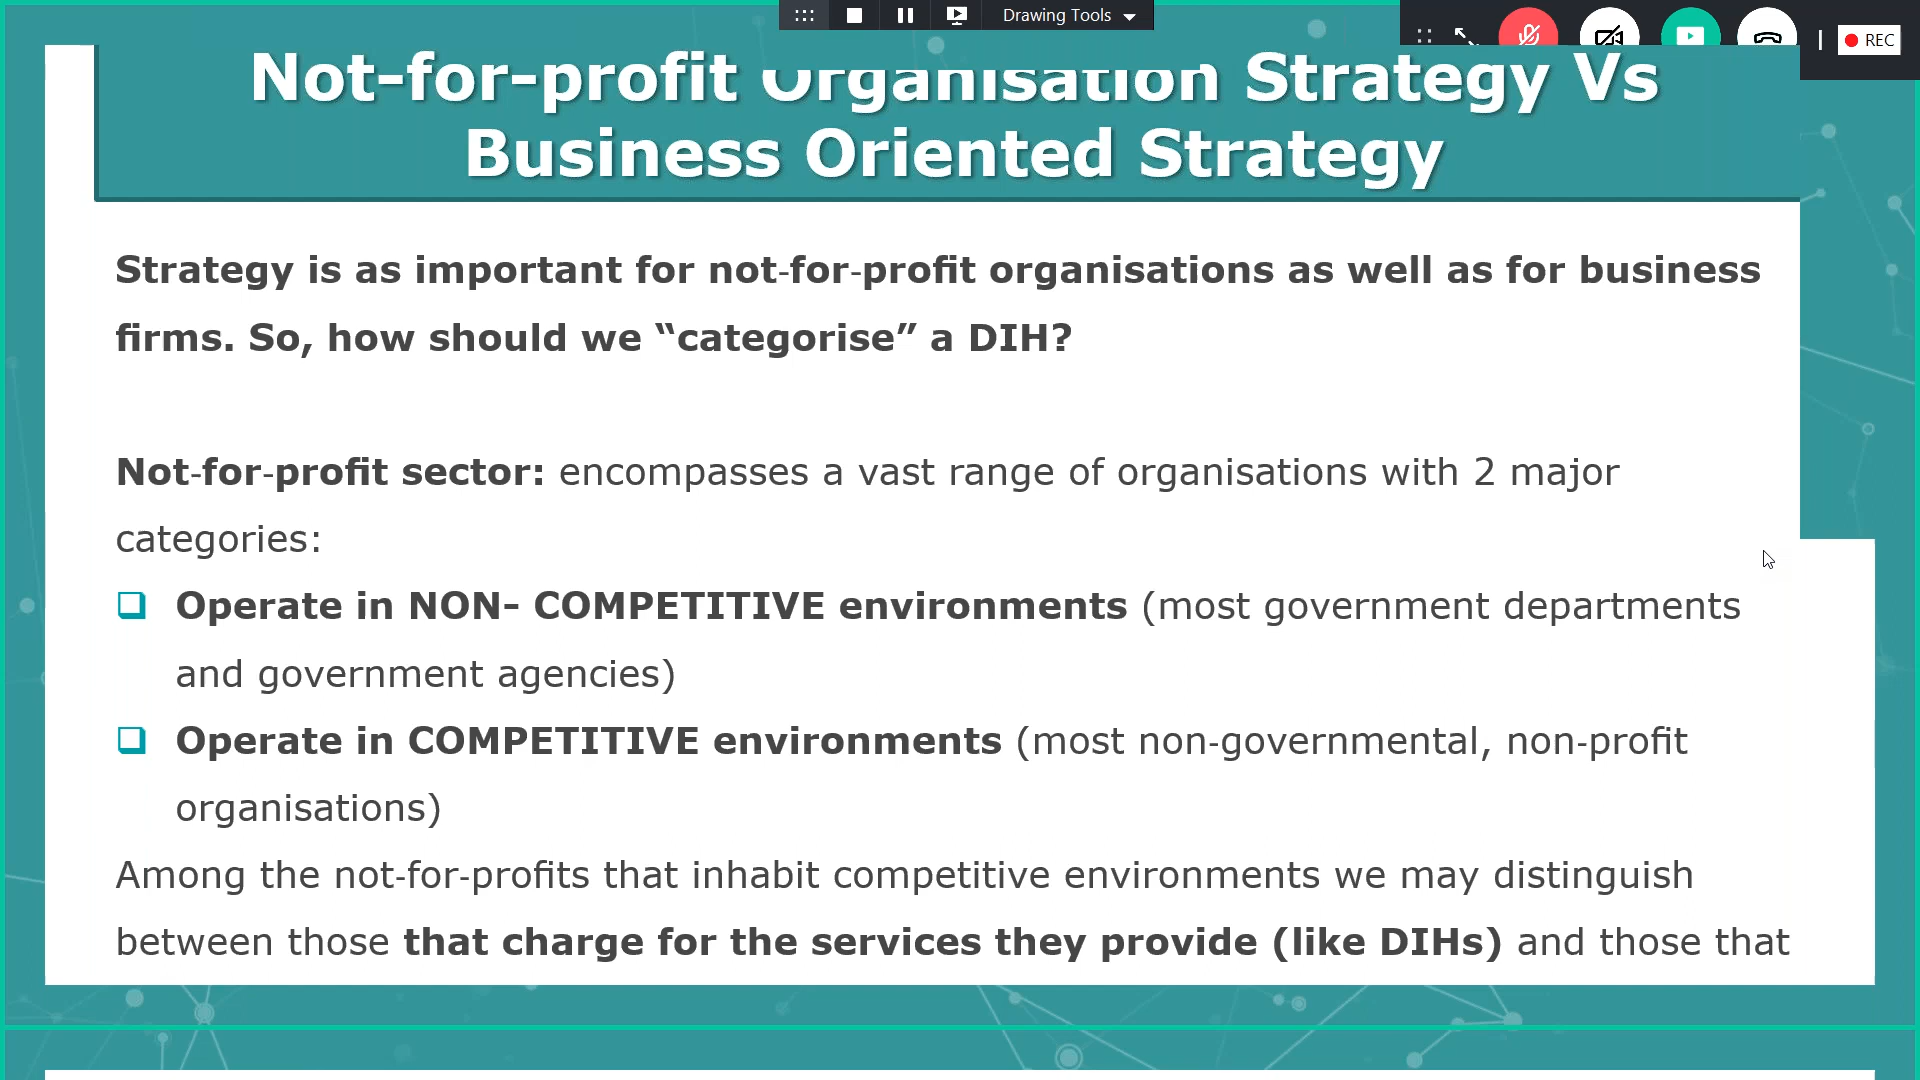 Drawing Tools
REC
Not-for-profit Organisation Strategy Vs
Business Oriented Strategy
Strategy is as important for not-for-profit organisations as well as for business
firms. So, how should we “categorise” a DIH?
Not-for-profit sector: encompasses a vast range of organisations with 2 major
categories:
Operate in NON- COMPETITIVE environments (most government departments
and government agencies)
Operate in COMPETITIVE environments (most non-governmental, non-profit
organisations)
Among the not-for-profits that inhabit competitive environments we may distinguish
between those that charge for the services they provide (like DIHs) and those that